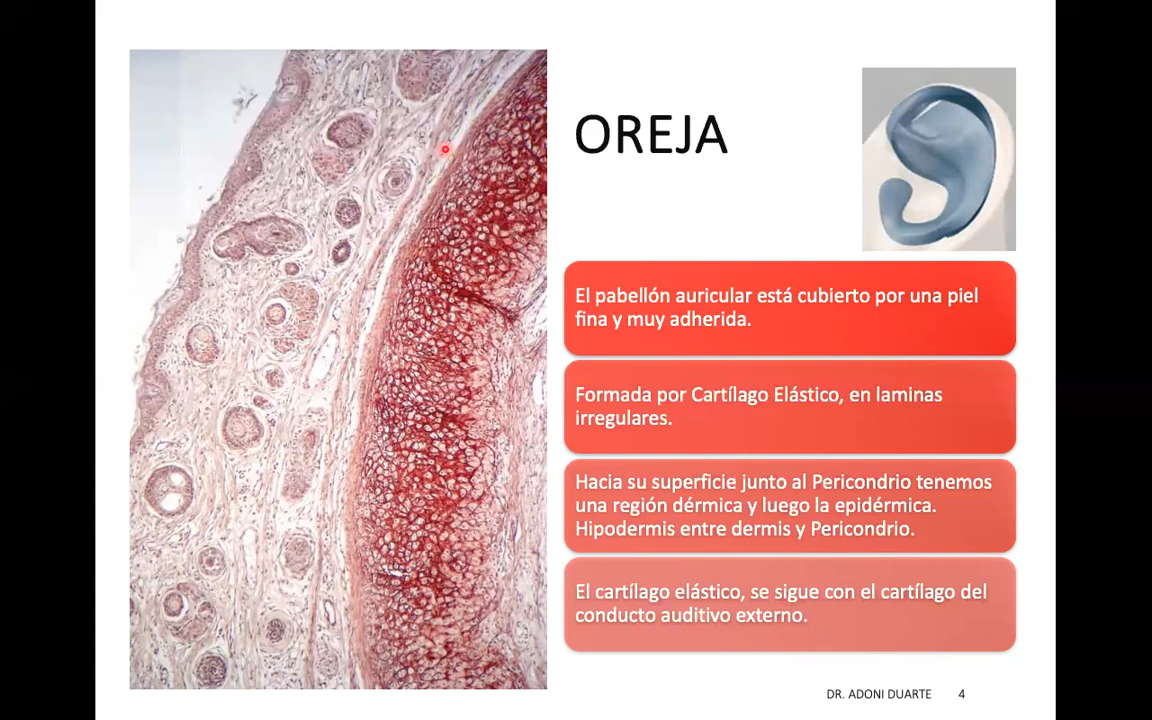 OREJA
El pabellón auricular está cubierto por una piel
fina y muy adherida.
Formada por Cartílago Elástico, en laminas
irregulares.
Hacia su superficie junto al Pericondrio tenemos
una región dérmica y luego la epidérmica.
Hipodermis entre dermis y Pericondrio.
El cartílago elástico, se sigue con el cartílago del
conducto auditivo externo.
DR. ADONI DUARTE 4